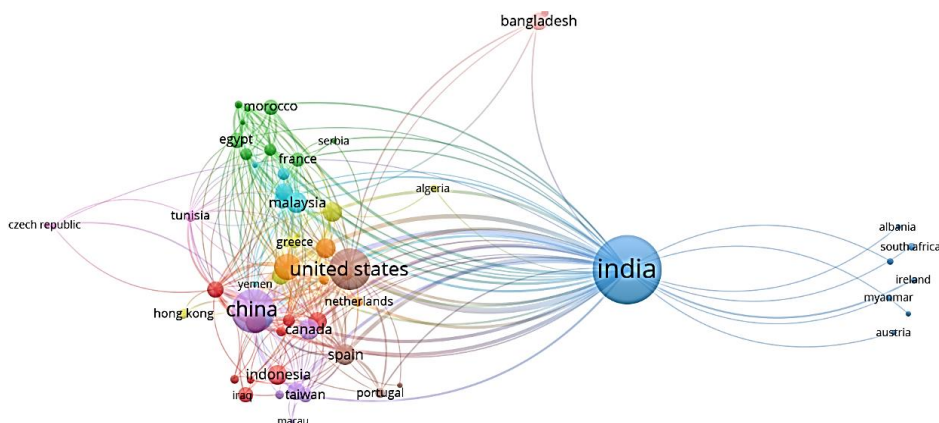 bangladesh
morocco
egypt
serbia
france
algeria
malaysia
tunisia
czech republic
albania
greece
south africa
united states
india
yemen
ireland
netherlands
myanmar
china
hong kong
canada
austria
spain
indonesia
iraq
taiwan
portugal
macau